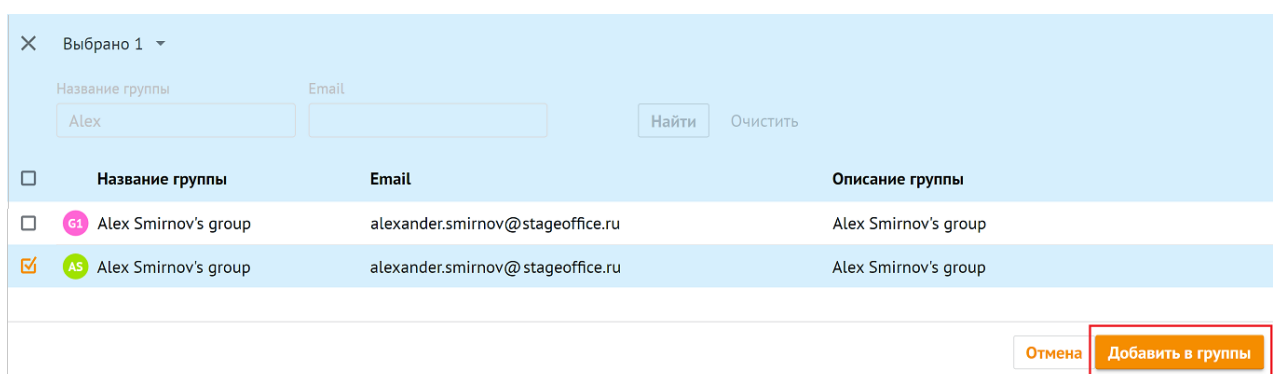 Выбрано 1
Название группы Email
Alex Найти Очистить
Название группы Email Описание группы
G1 Alex Smirnov's group alexander.smirnov@stageoffice.ru Alex Smirnov's group
AS Alex Smirnov's group alexander.smirnov@stageoffice.ru Alex Smirnov's group
Отмена Добавить в группы